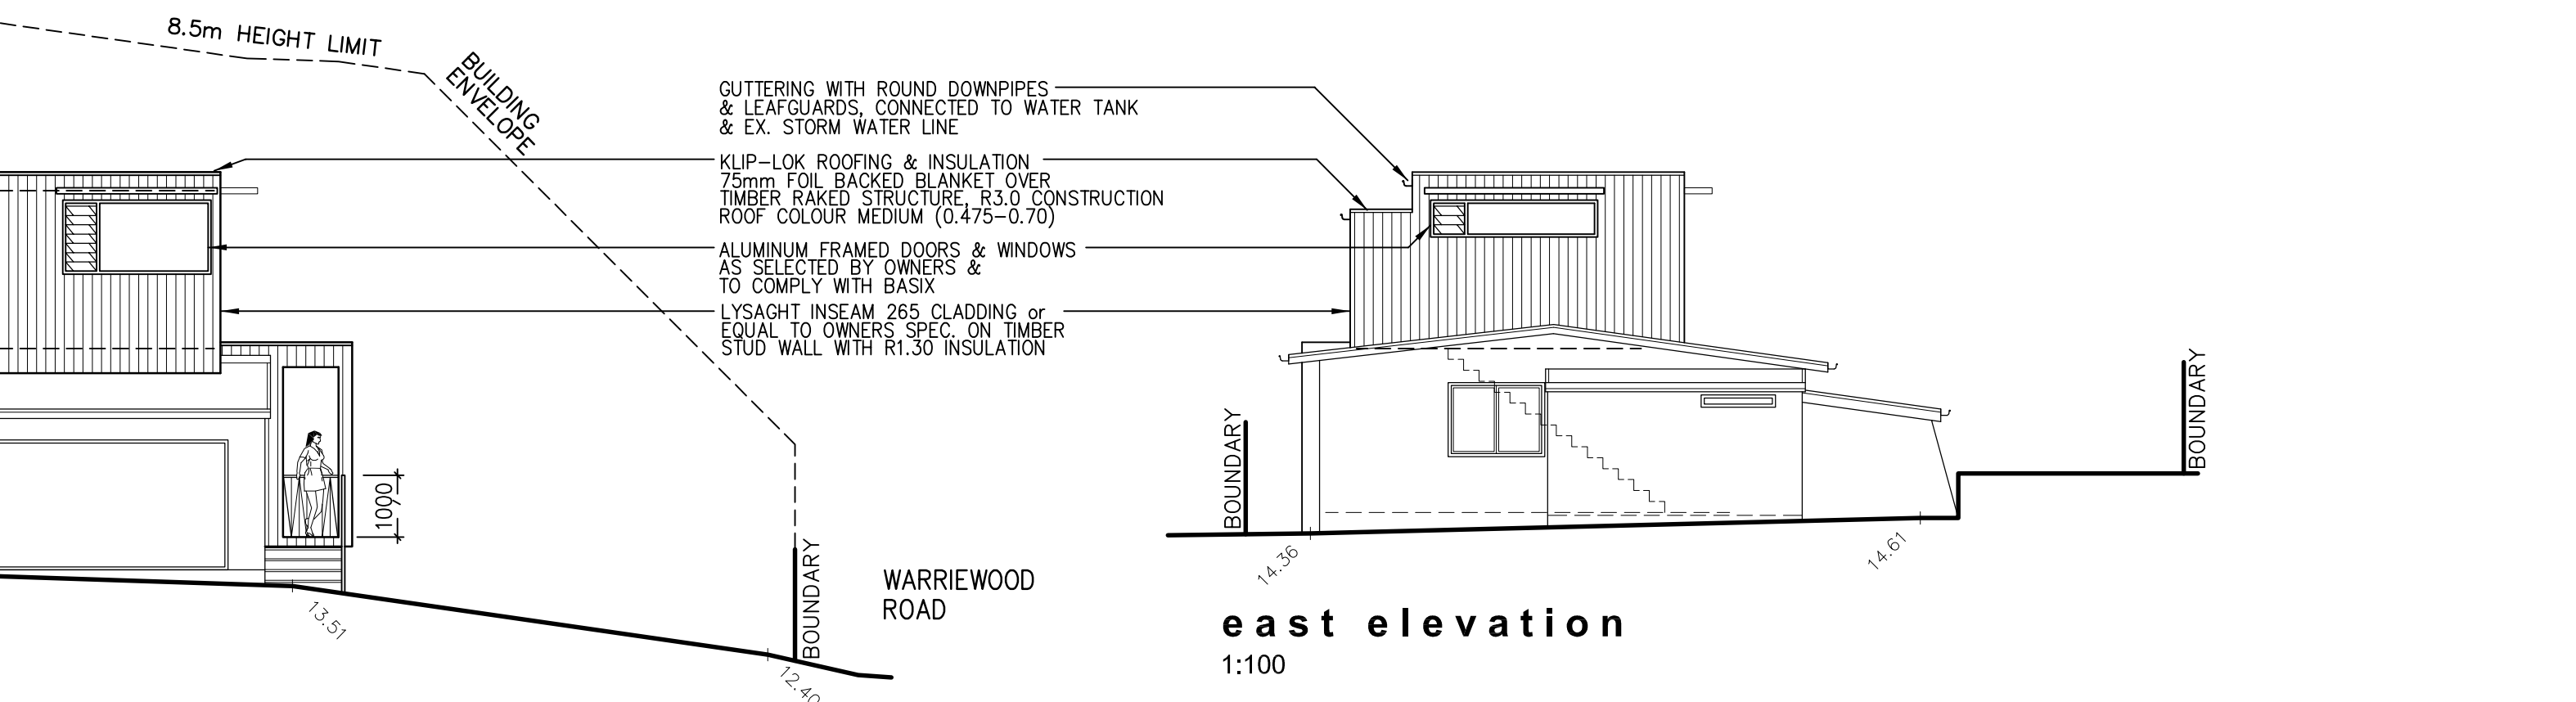 8.5m HEIGHT LIMIT
BUILDING
ENVELOPE
GUTTERING WITH ROUND DOWNPIPES
& LEAFGUARDS, CONNECTED TO WATER TANK
& EX. STORM WATER LINE
KLIP-LOK ROOFING & INSULATION
75mm FOIL BACKED BLANKET OVER
TIMBER RAKED STRUCTURE, R3.0 CONSTRUCTION
ROOF COLOUR MEDIUM (0.475-0.70)
ALUMINUM FRAMED DOORS & WINDOWS
AS SELECTED BY OWNERS &
TO COMPLY WITH BASIX
LYSAGHT INSEAM 265 CLADDING or
EQUAL TO OWNERS SPEC. ON TIMBER
STUD WALL WITH R1.30 INSULATION
1000
13.51
12.40
BOUNDARY
WARRIEWOOD
ROAD
BOUNDARY
14.36
14.61
BOUNDARY
east elevation
1:100